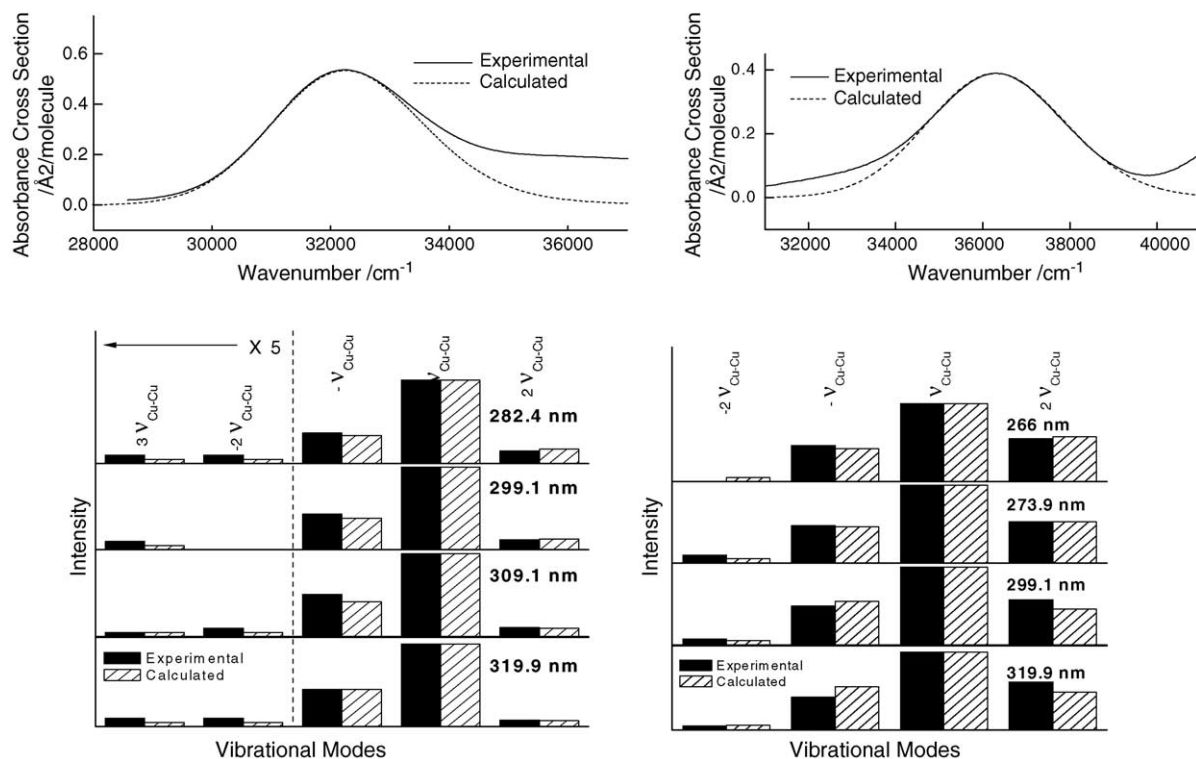 Absorbance Cross Section
/Å2/molecule
0.6
0.4
0.2
0.0
Experimental
Calculated
28000 30000 32000 34000 36000
Wavenumber /cm-1
Absorbance Cross Section
/Å2/molecule
0.4
0.2
0.0
Experimental
Calculated
32000 34000 36000 38000 40000
Wavenumber /cm-1
Intensity
X 5
3 νCu-Cu
-2 νCu-Cu
- νCu-Cu
νCu-Cu
2 νCu-Cu
282.4 nm
299.1 nm
309.1 nm
319.9 nm
Experimental
Calculated
Vibrational Modes
Intensity
-2 νCu-Cu
- νCu-Cu
νCu-Cu
2 νCu-Cu
266 nm
273.9 nm
299.1 nm
319.9 nm
Experimental
Calculated
Vibrational Modes